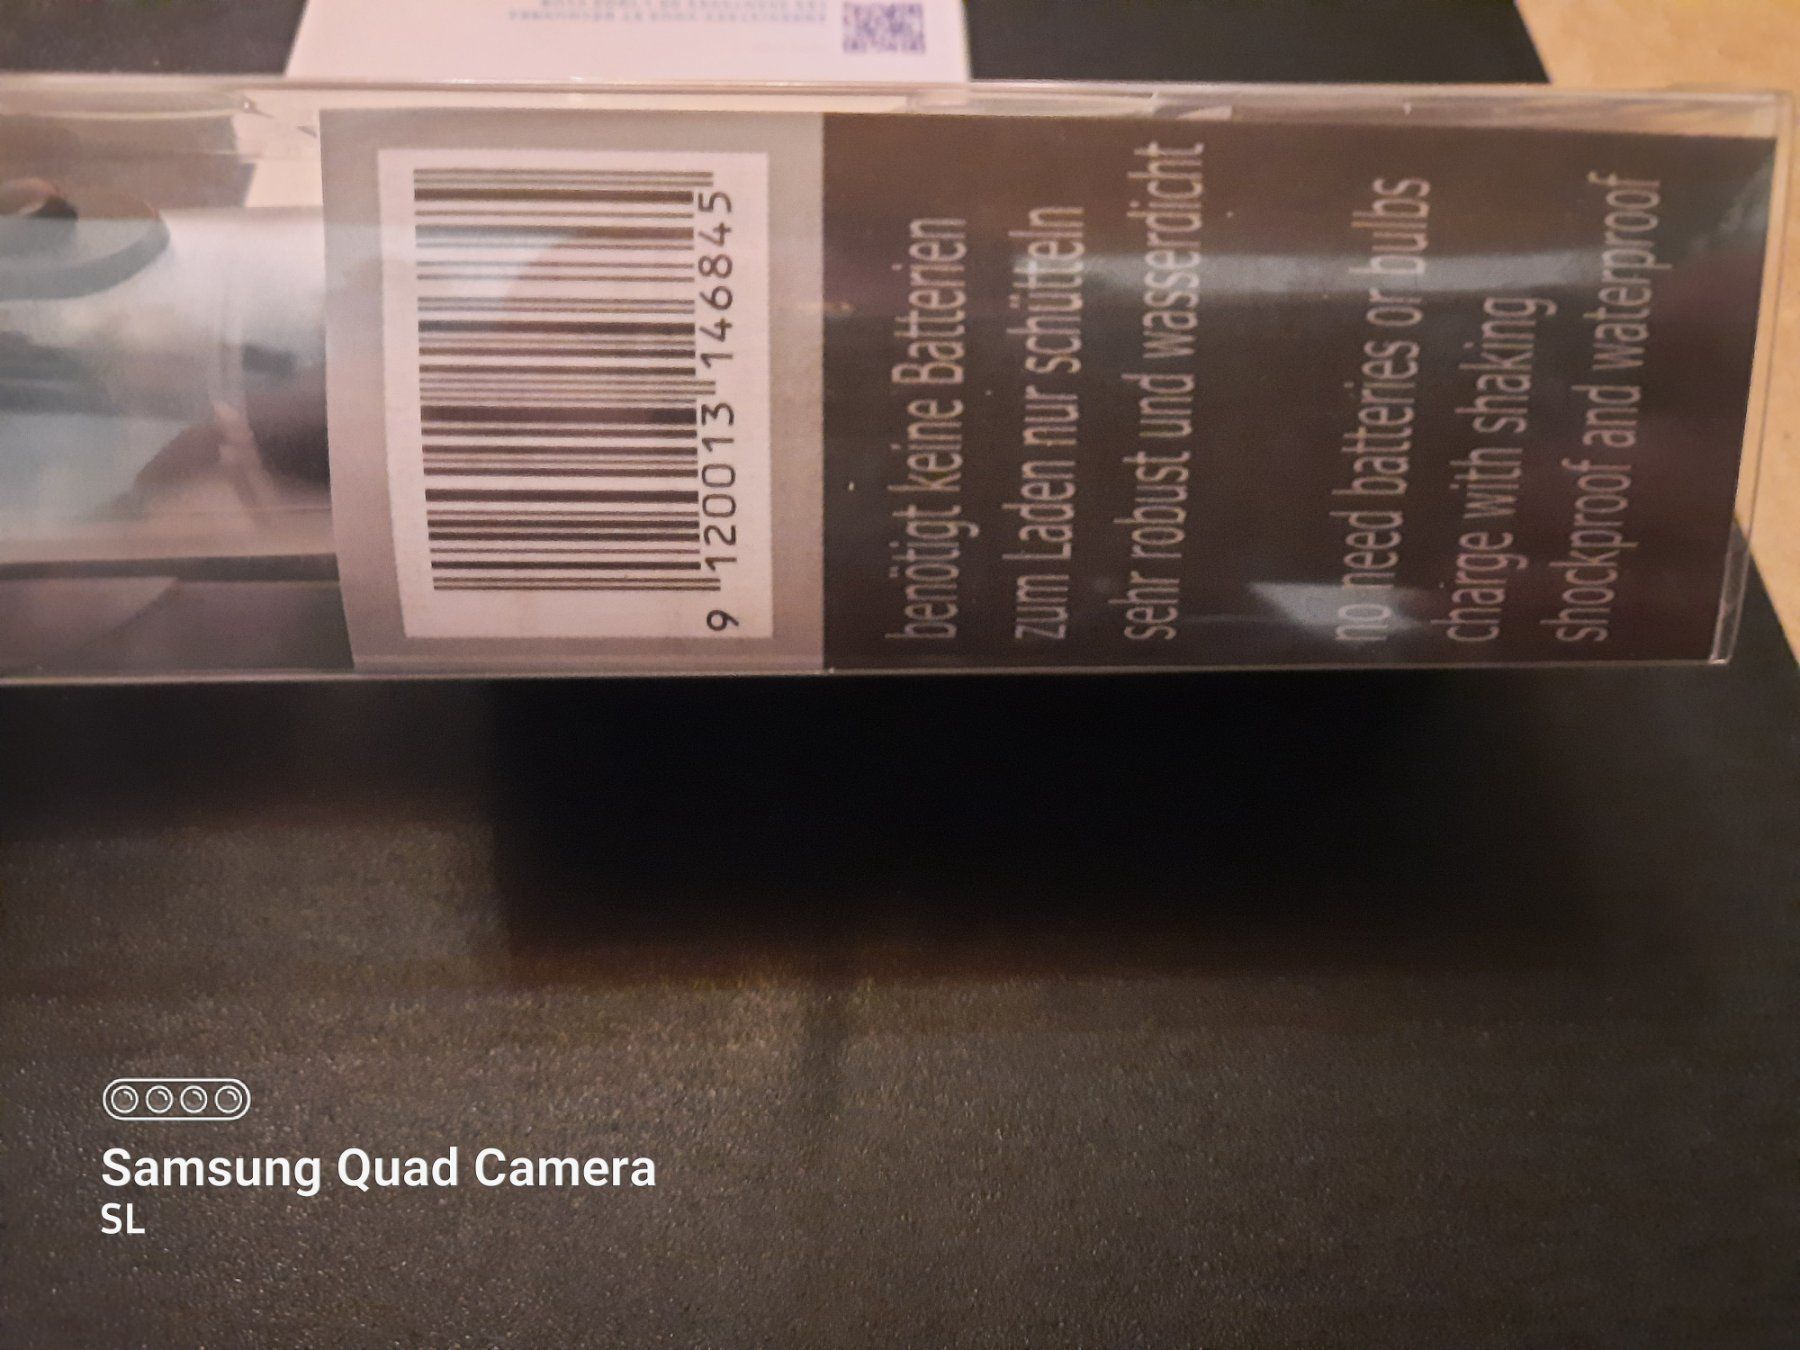 9 120013 146845
benötigt keine Batterien
zum Laden nur schütteln
sehr robust und wasserdicht
no need batteries or bulbs
charge with shaking
shockproof and waterproof
Samsung Quad Camera
SL